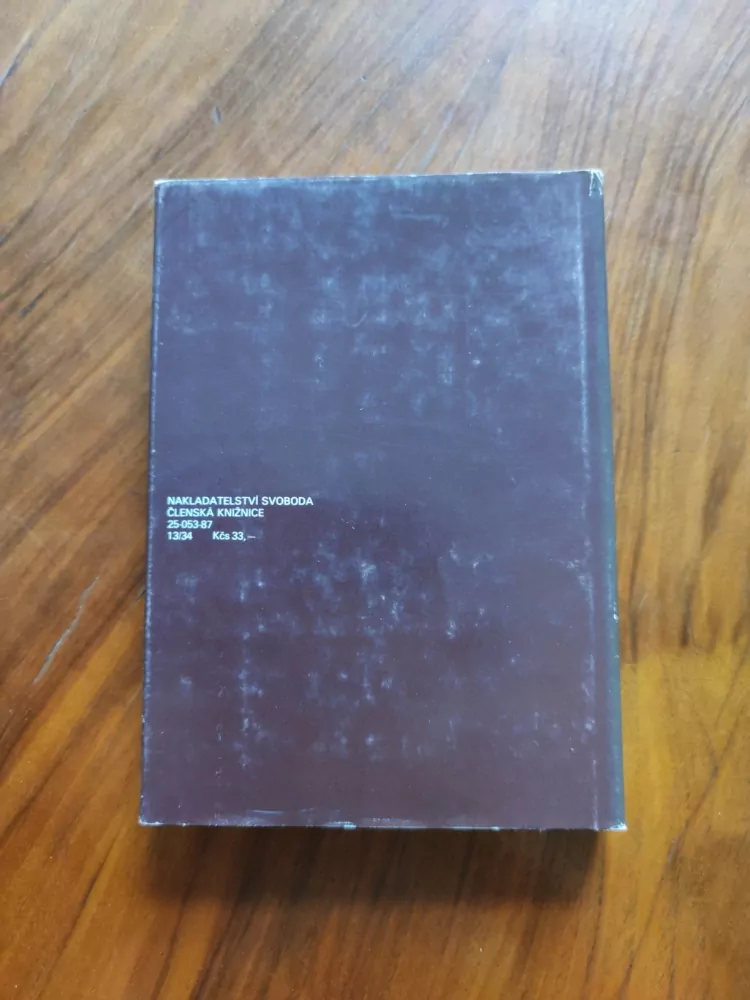 NAKLADATELSTVÍ SVOBODA
ČLENSKÁ KNIŽNICE
25-053-87
13/34 Kčs 33,—